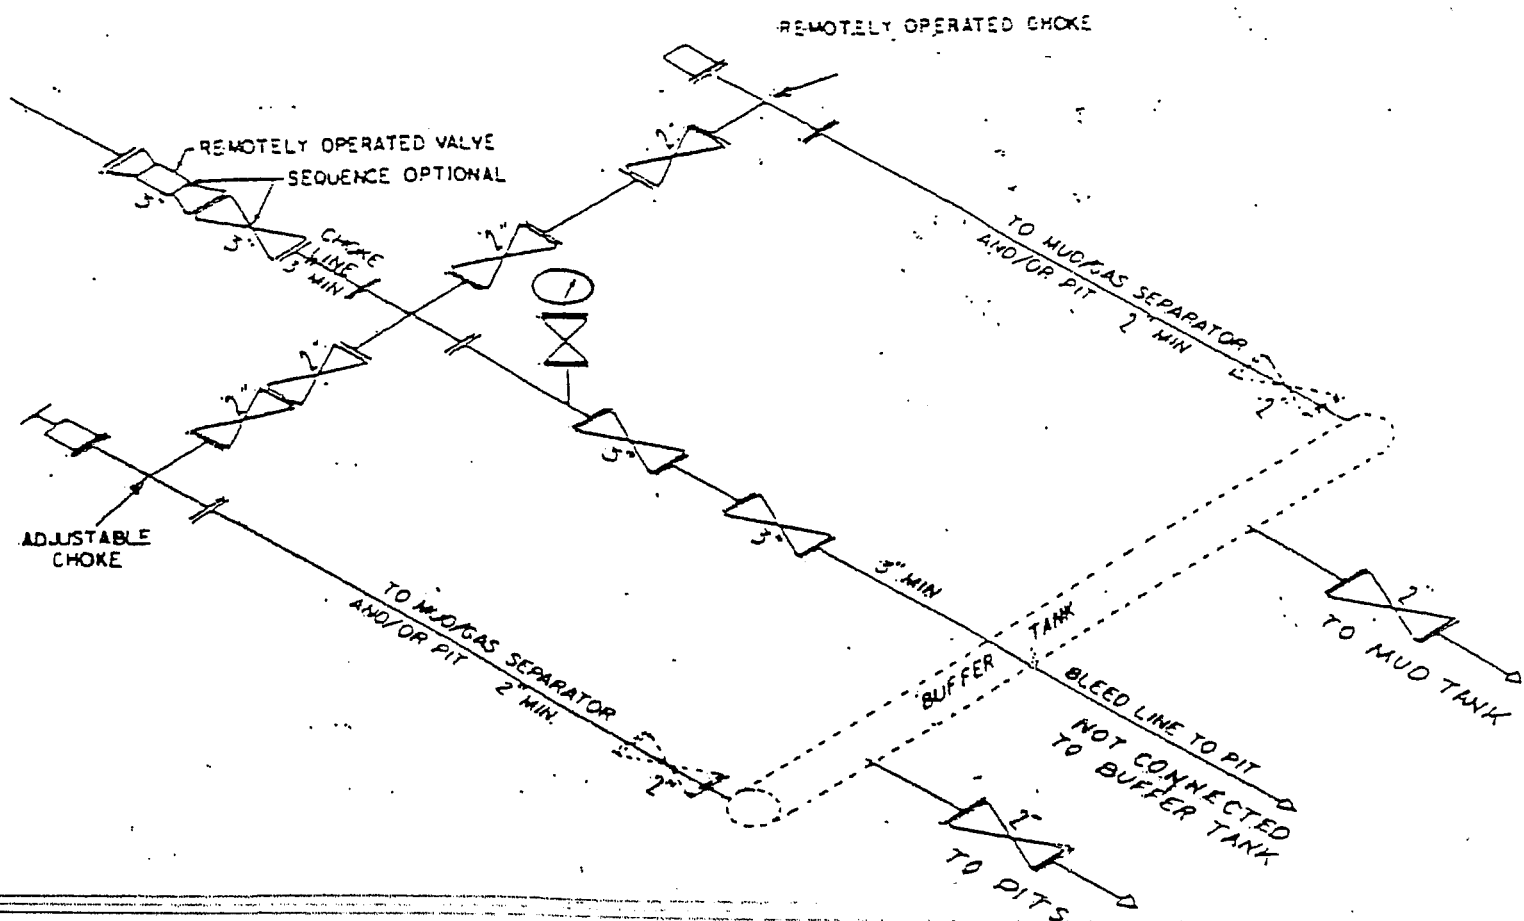 REMOTELY OPERATED CHOKE
REMOTELY OPERATED VALVE
SEQUENCE OPTIONAL
3"
3"
CHOKE
LINE
3 MIN
2"
2"
2"
2"
TO MUD/GAS SEPARATOR
AND/OR PIT 2" MIN
2"
ADJUSTABLE
CHOKE
3"
3"
3" MIN
TO MUD/GAS SEPARATOR
AND/OR PIT 2" MIN.
2"
BUFFER TANK
2"
TO MUD TANK
BLEED LINE TO PIT
NOT CONNECTED
TO BUFFER TANK
2"
TO PITS